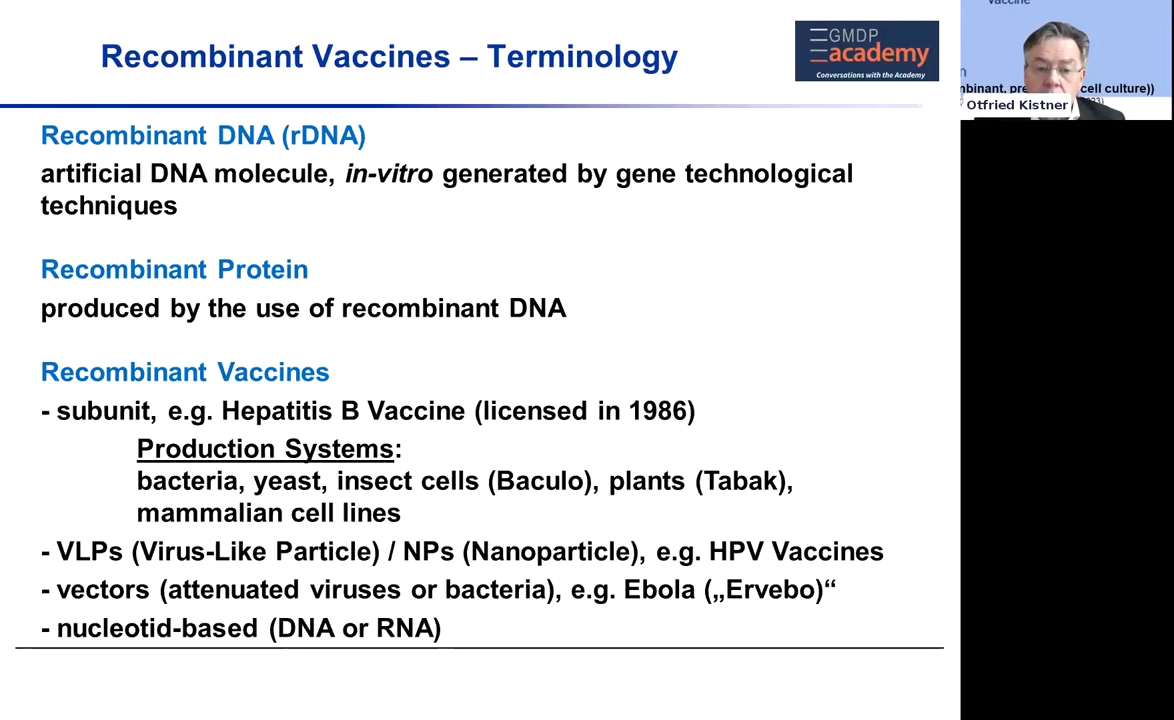 Recombinant Vaccines – Terminology
GMDP
academy
Conversations with the Academy
Recombinant DNA (rDNA)
artificial DNA molecule, in-vitro generated by gene technological
techniques
Recombinant Protein
produced by the use of recombinant DNA
Recombinant Vaccines
- subunit, e.g. Hepatitis B Vaccine (licensed in 1986)
Production Systems:
bacteria, yeast, insect cells (Baculo), plants (Tabak),
mammalian cell lines
- VLPs (Virus-Like Particle) / NPs (Nanoparticle), e.g. HPV Vaccines
- vectors (attenuated viruses or bacteria), e.g. Ebola („Ervebo)“
- nucleotid-based (DNA or RNA)
vaccine
cell culture))
Otfried Kistner